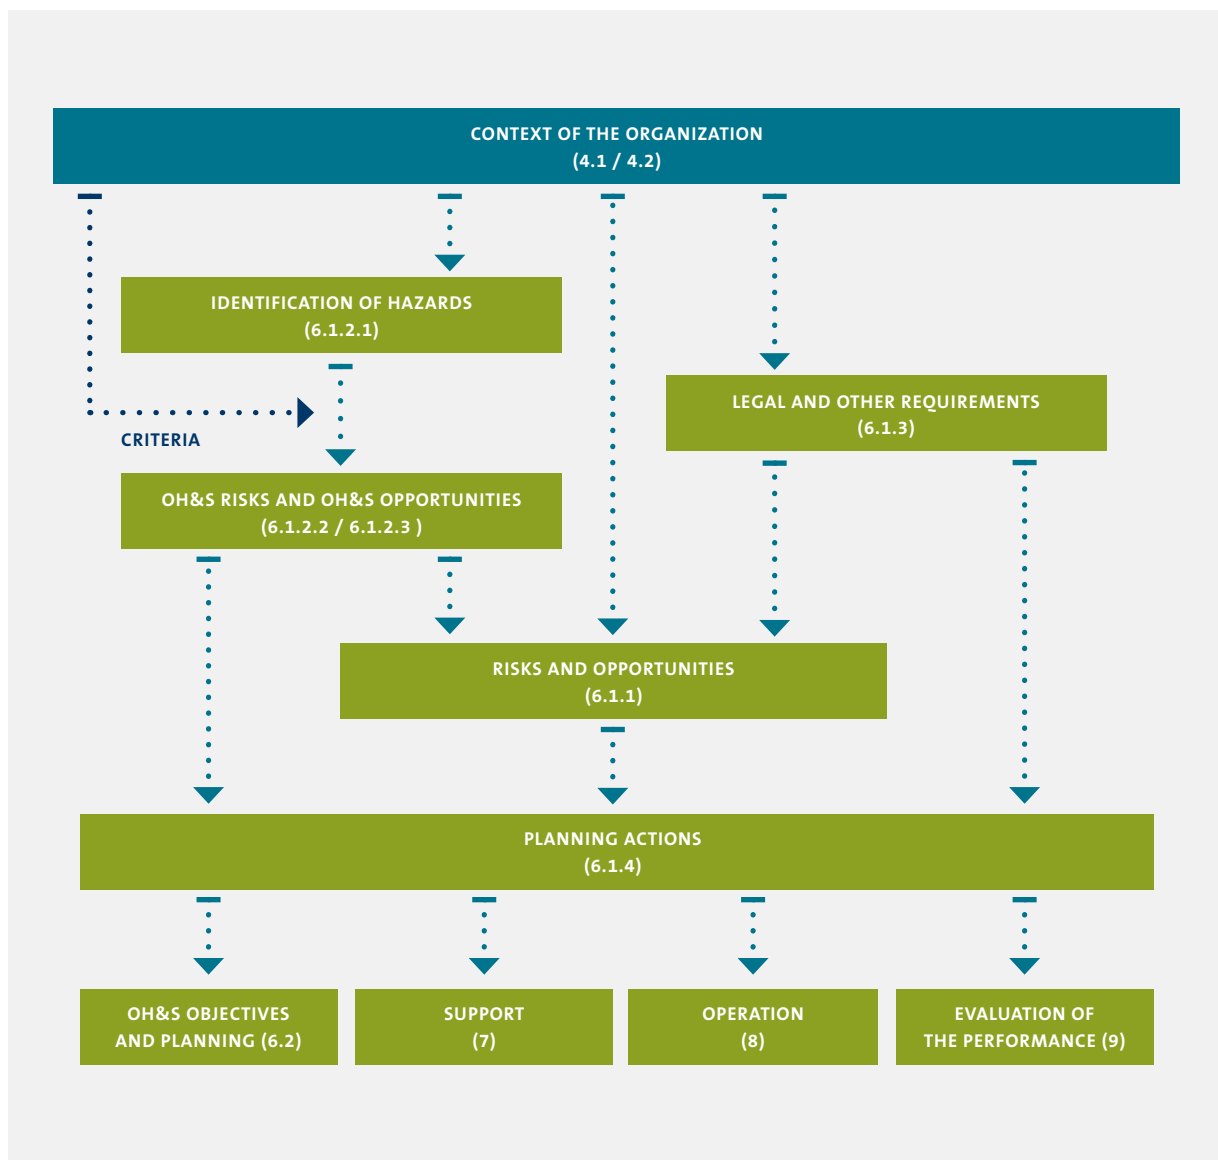 CONTEXT OF THE ORGANIZATION
(4.1 / 4.2)
IDENTIFICATION OF HAZARDS
(6.1.2.1)
LEGAL AND OTHER REQUIREMENTS
(6.1.3)
CRITERIA
OH&S RISKS AND OH&S OPPORTUNITIES
(6.1.2.2 / 6.1.2.3 )
RISKS AND OPPORTUNITIES
(6.1.1)
PLANNING ACTIONS
(6.1.4)
OH&S OBJECTIVES
AND PLANNING (6.2)
SUPPORT
(7)
OPERATION
(8)
EVALUATION OF
THE PERFORMANCE (9)